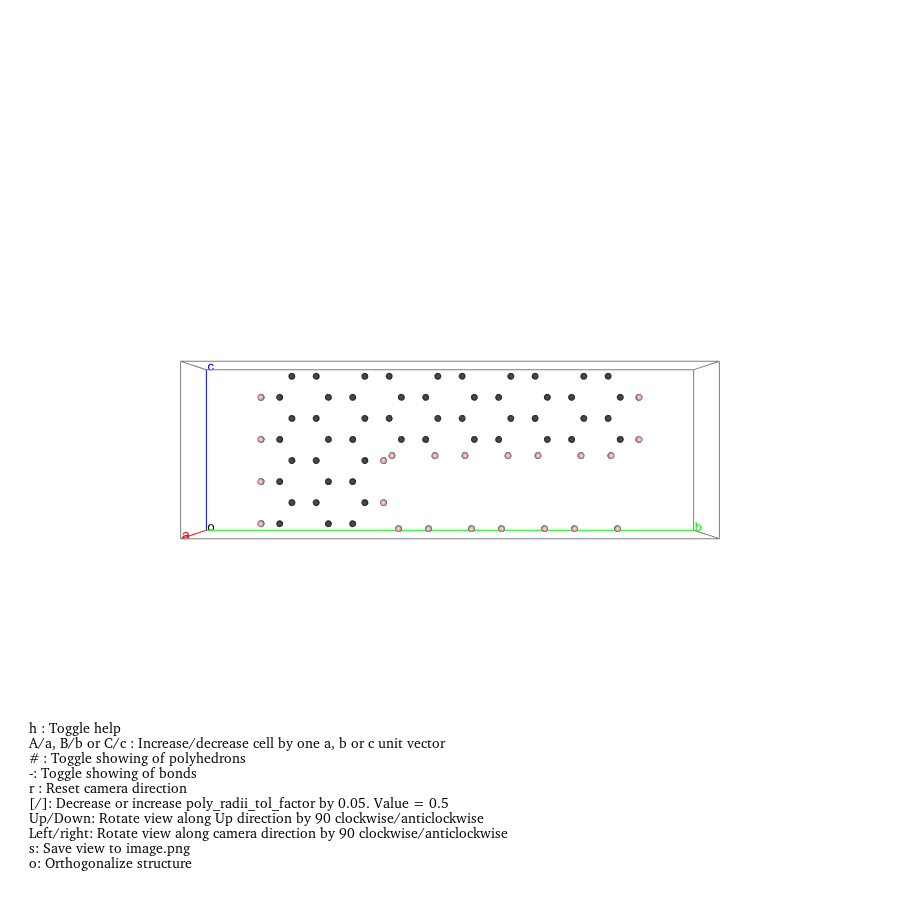 c
o
a
b
h : Toggle help
A/a, B/b or C/c : Increase/decrease cell by one a, b or c unit vector
# : Toggle showing of polyhedrons
-: Toggle showing of bonds
r : Reset camera direction
[/]: Decrease or increase poly_radii_tol_factor by 0.05. Value = 0.5
Up/Down: Rotate view along Up direction by 90 clockwise/anticlockwise
Left/right: Rotate view along camera direction by 90 clockwise/anticlockwise
s: Save view to image.png
o: Orthogonalize structure